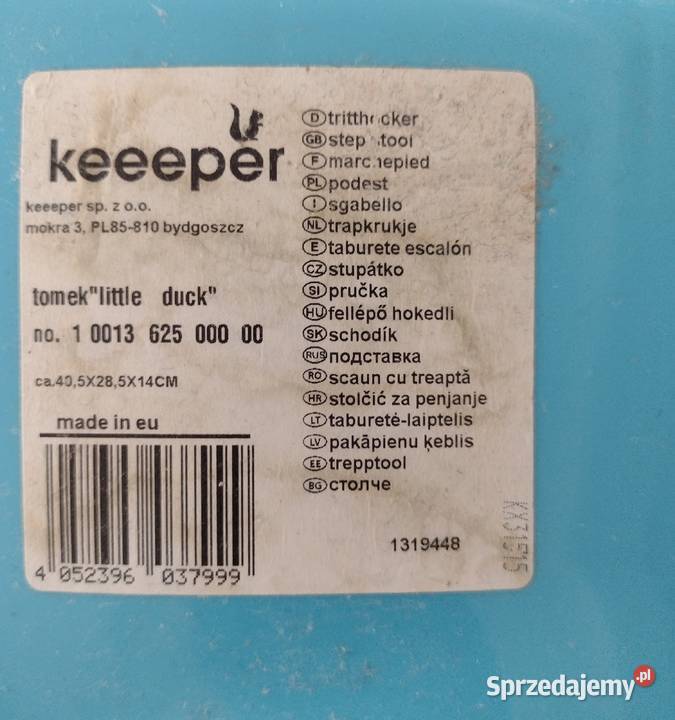 keeeper
keeeper sp. z o.o.
mokra 3, PL85-810 bydgoszcz
tomek"little duck"
no. 1 0013 625 000 00
ca.40,5X28,5X14CM
made in eu
4 052396 037999
D tritthocker
GB step stool
F marchepied
PL podest
I sgabello
NL trapkrukje
E taburete escalón
CZ stupátko
SI pručka
HU fellépő hokedli
SK schodík
RUS подставка
RO scaun cu treaptă
HR stolčić za penjanje
LT taburetė-laiptelis
LV pakāpienu ķeblis
EE trepptool
BG столче
1319448
Sprzedajemy.pl